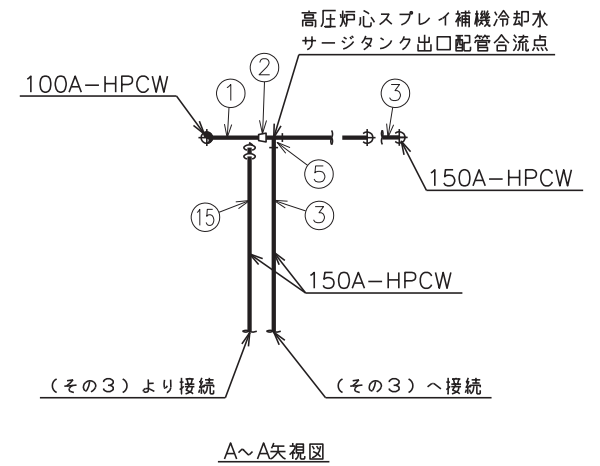 高圧炉心スプレイ補機冷却水
サージタンク出口配管合流点
100A-HPCW
1
2
3
150A-HPCW
5
15
3
150A-HPCW
(その3)より接続
(その3)へ接続
A～A矢視図